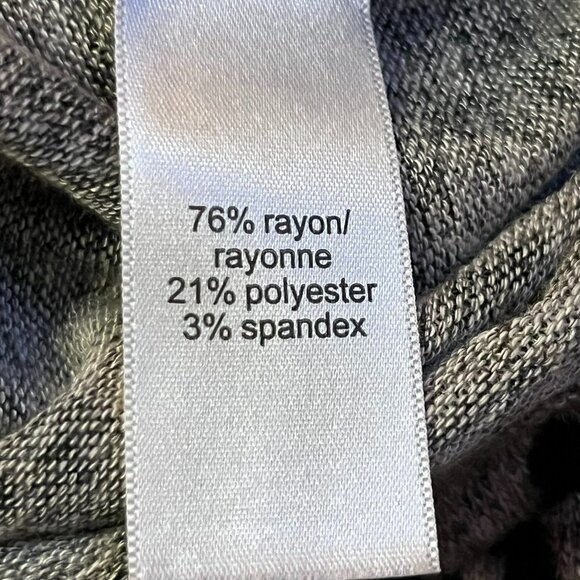 76% rayon/
rayonne
21% polyester
3% spandex